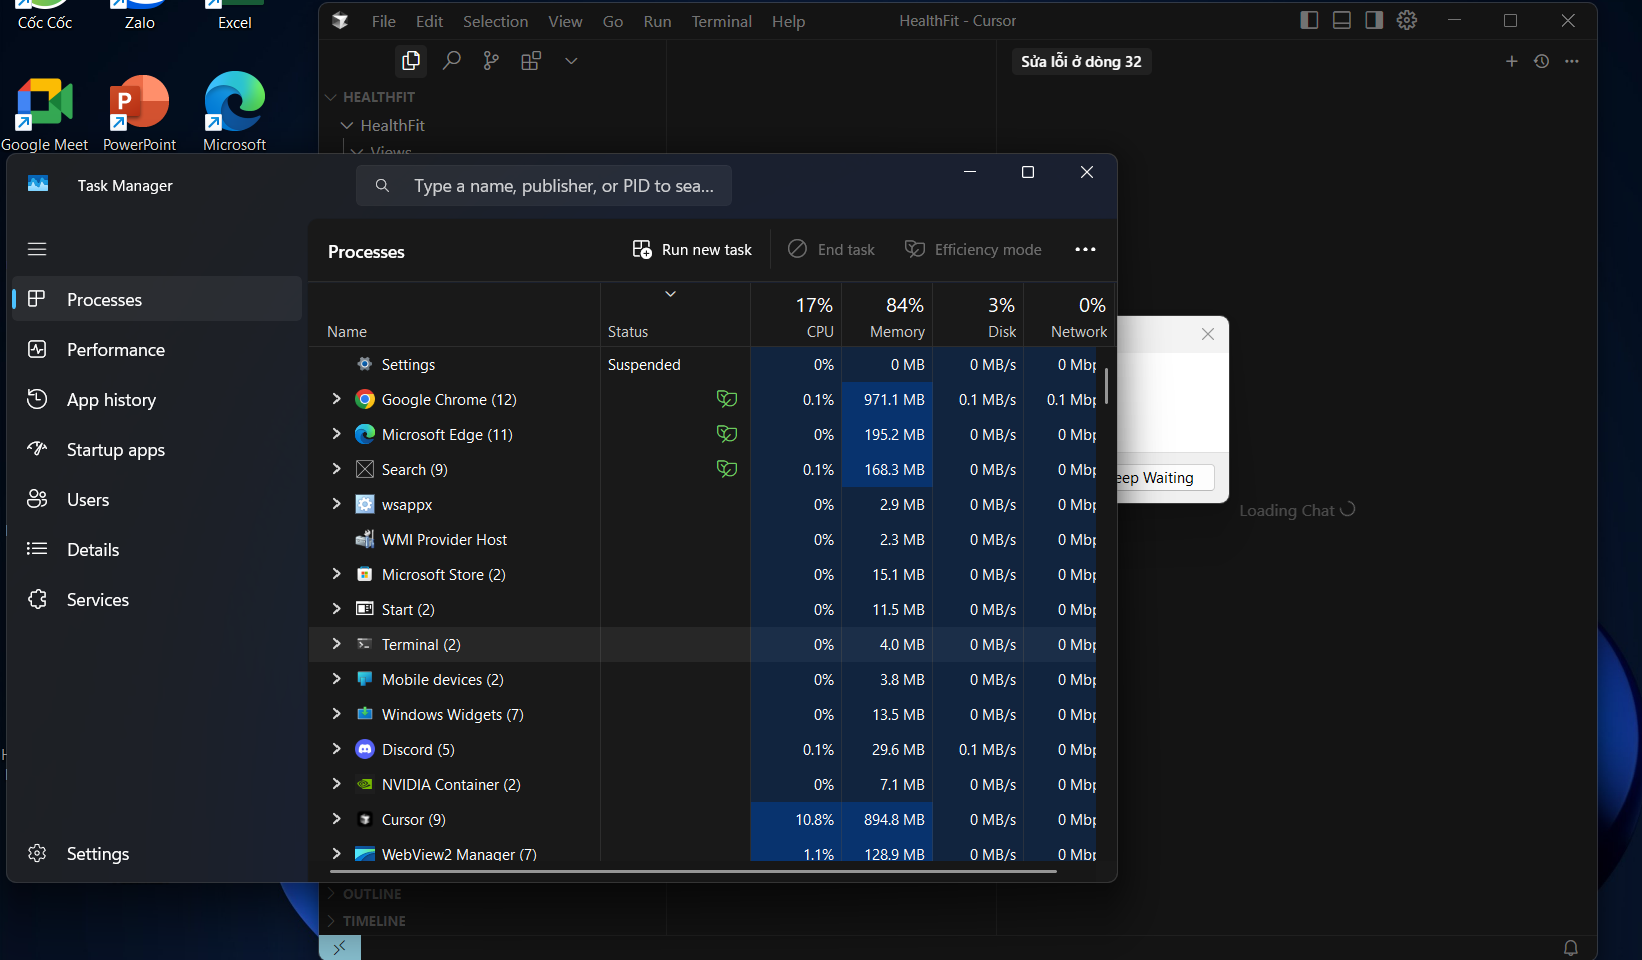 Cốc Cốc
Zalo
Excel
Google Meet
PowerPoint
Microsoft
File Edit Selection View Go Run Terminal Help
HealthFit - Cursor
HEALTHFIT
HealthFit
Views
Sửa lỗi ở dòng 32
Task Manager
Type a name, publisher, or PID to sea...
Processes
Performance
App history
Startup apps
Users
Details
Services
Settings
Processes
Run new task
End task
Efficiency mode
17% 84% 3% 0%
Name Status CPU Memory Disk Network
Settings Suspended 0% 0 MB 0 MB/s 0 Mbp
Google Chrome (12) 0.1% 971.1 MB 0.1 MB/s 0.1 Mbp
Microsoft Edge (11) 0% 195.2 MB 0 MB/s 0 Mbp
Search (9) 0.1% 168.3 MB 0 MB/s 0 Mbp
wsappx 0% 2.9 MB 0 MB/s 0 Mbp
WMI Provider Host 0% 2.3 MB 0 MB/s 0 Mbp
Microsoft Store (2) 0% 15.1 MB 0 MB/s 0 Mbp
Start (2) 0% 11.5 MB 0 MB/s 0 Mbp
Terminal (2) 0% 4.0 MB 0 MB/s 0 Mbp
Mobile devices (2) 0% 3.8 MB 0 MB/s 0 Mbp
Windows Widgets (7) 0% 13.5 MB 0 MB/s 0 Mbp
Discord (5) 0.1% 29.6 MB 0.1 MB/s 0 Mbp
NVIDIA Container (2) 0% 7.1 MB 0 MB/s 0 Mbp
Cursor (9) 10.8% 894.8 MB 0 MB/s 0 Mbp
WebView2 Manager (7) 1.1% 128.9 MB 0 MB/s 0 Mbp
eep Waiting
Loading Chat
OUTLINE
TIMELINE